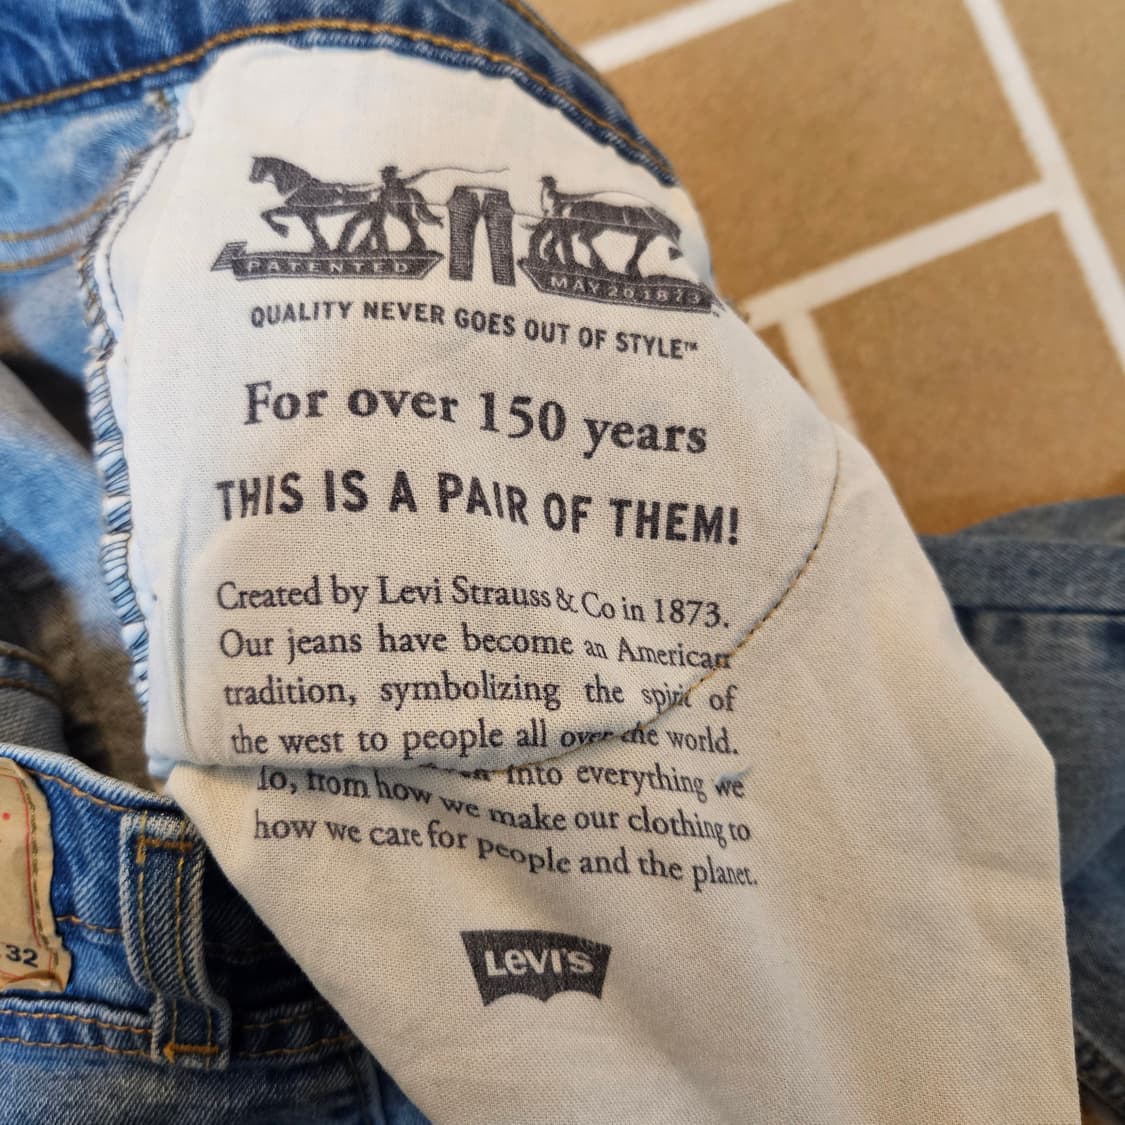 PATENTED
MAY 20 1873
QUALITY NEVER GOES OUT OF STYLE™
For over 150 years
THIS IS A PAIR OF THEM!
Created by Levi Strauss & Co in 1873.
Our jeans have become an American
tradition, symbolizing the spirit of
the west to people all over the world.
into everything we
do, from how we make our clothing to
how we care for people and the planet.
Levi's
32